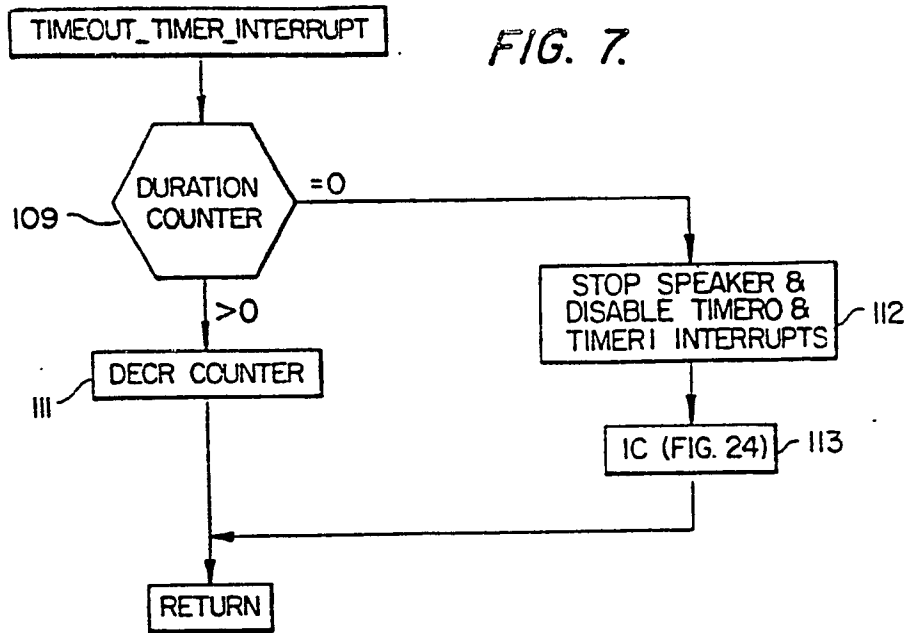 TIMEOUT_TIMER_INTERRUPT
FIG. 7.
DURATION
COUNTER
=0
109
>0
STOP SPEAKER &
DISABLE TIMER0 &
TIMER1 INTERRUPTS
112
DECR COUNTER
111
IC (FIG. 24)
113
RETURN